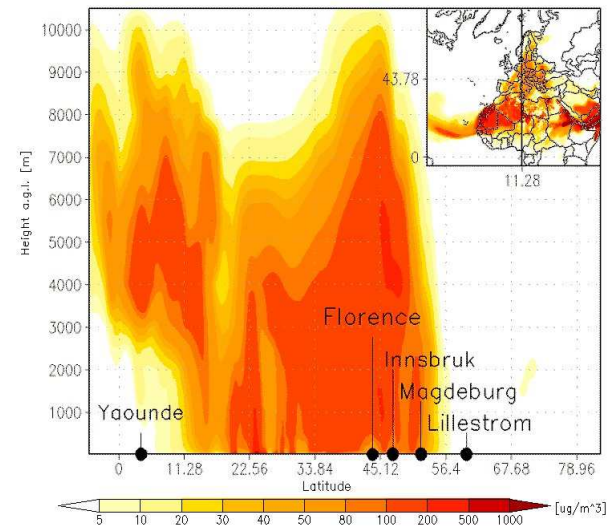 10000
9000
8000
7000
6000
5000
4000
3000
2000
1000
Height a.g.l. [m]
43.78
0
11.28
Florence
Innsbruk
Magdeburg
Yaounde
Lillestrom
0 11.28 22.56 33.84 45.12 56.4 67.68 78.96
Latitude
5 10 20 30 40 50 80 100 200 500 1000 [ug/m^3]